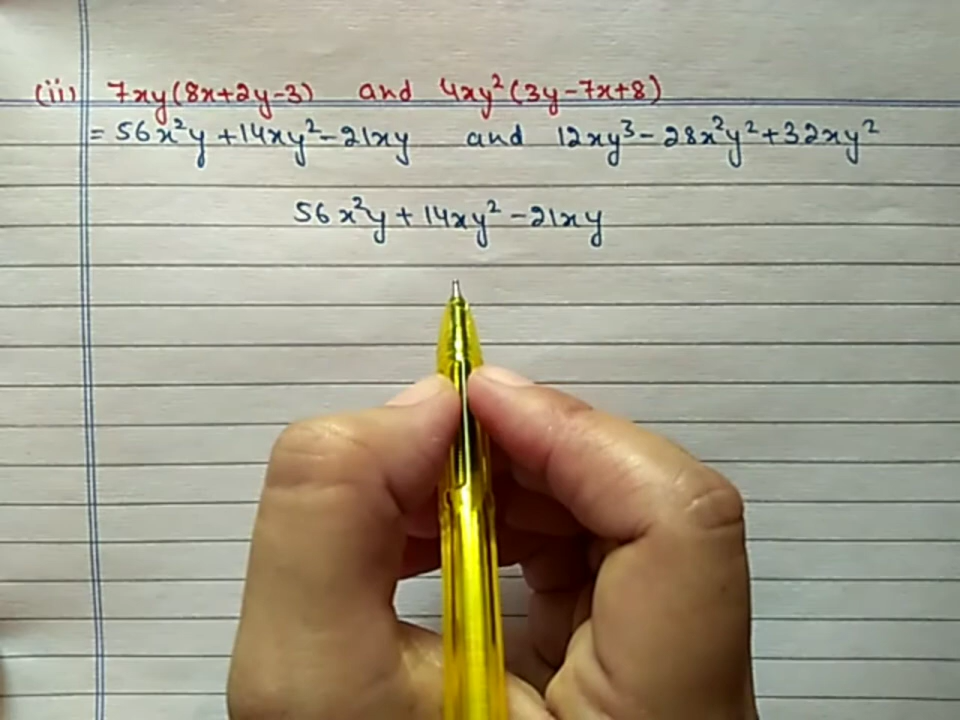 (ii) 7xy(8x+2y-3) and 4xy²(3y-7x+8)
= 56x²y + 14xy² - 21xy and 12xy³ - 28x²y² + 32xy²
56x²y + 14xy² - 21xy